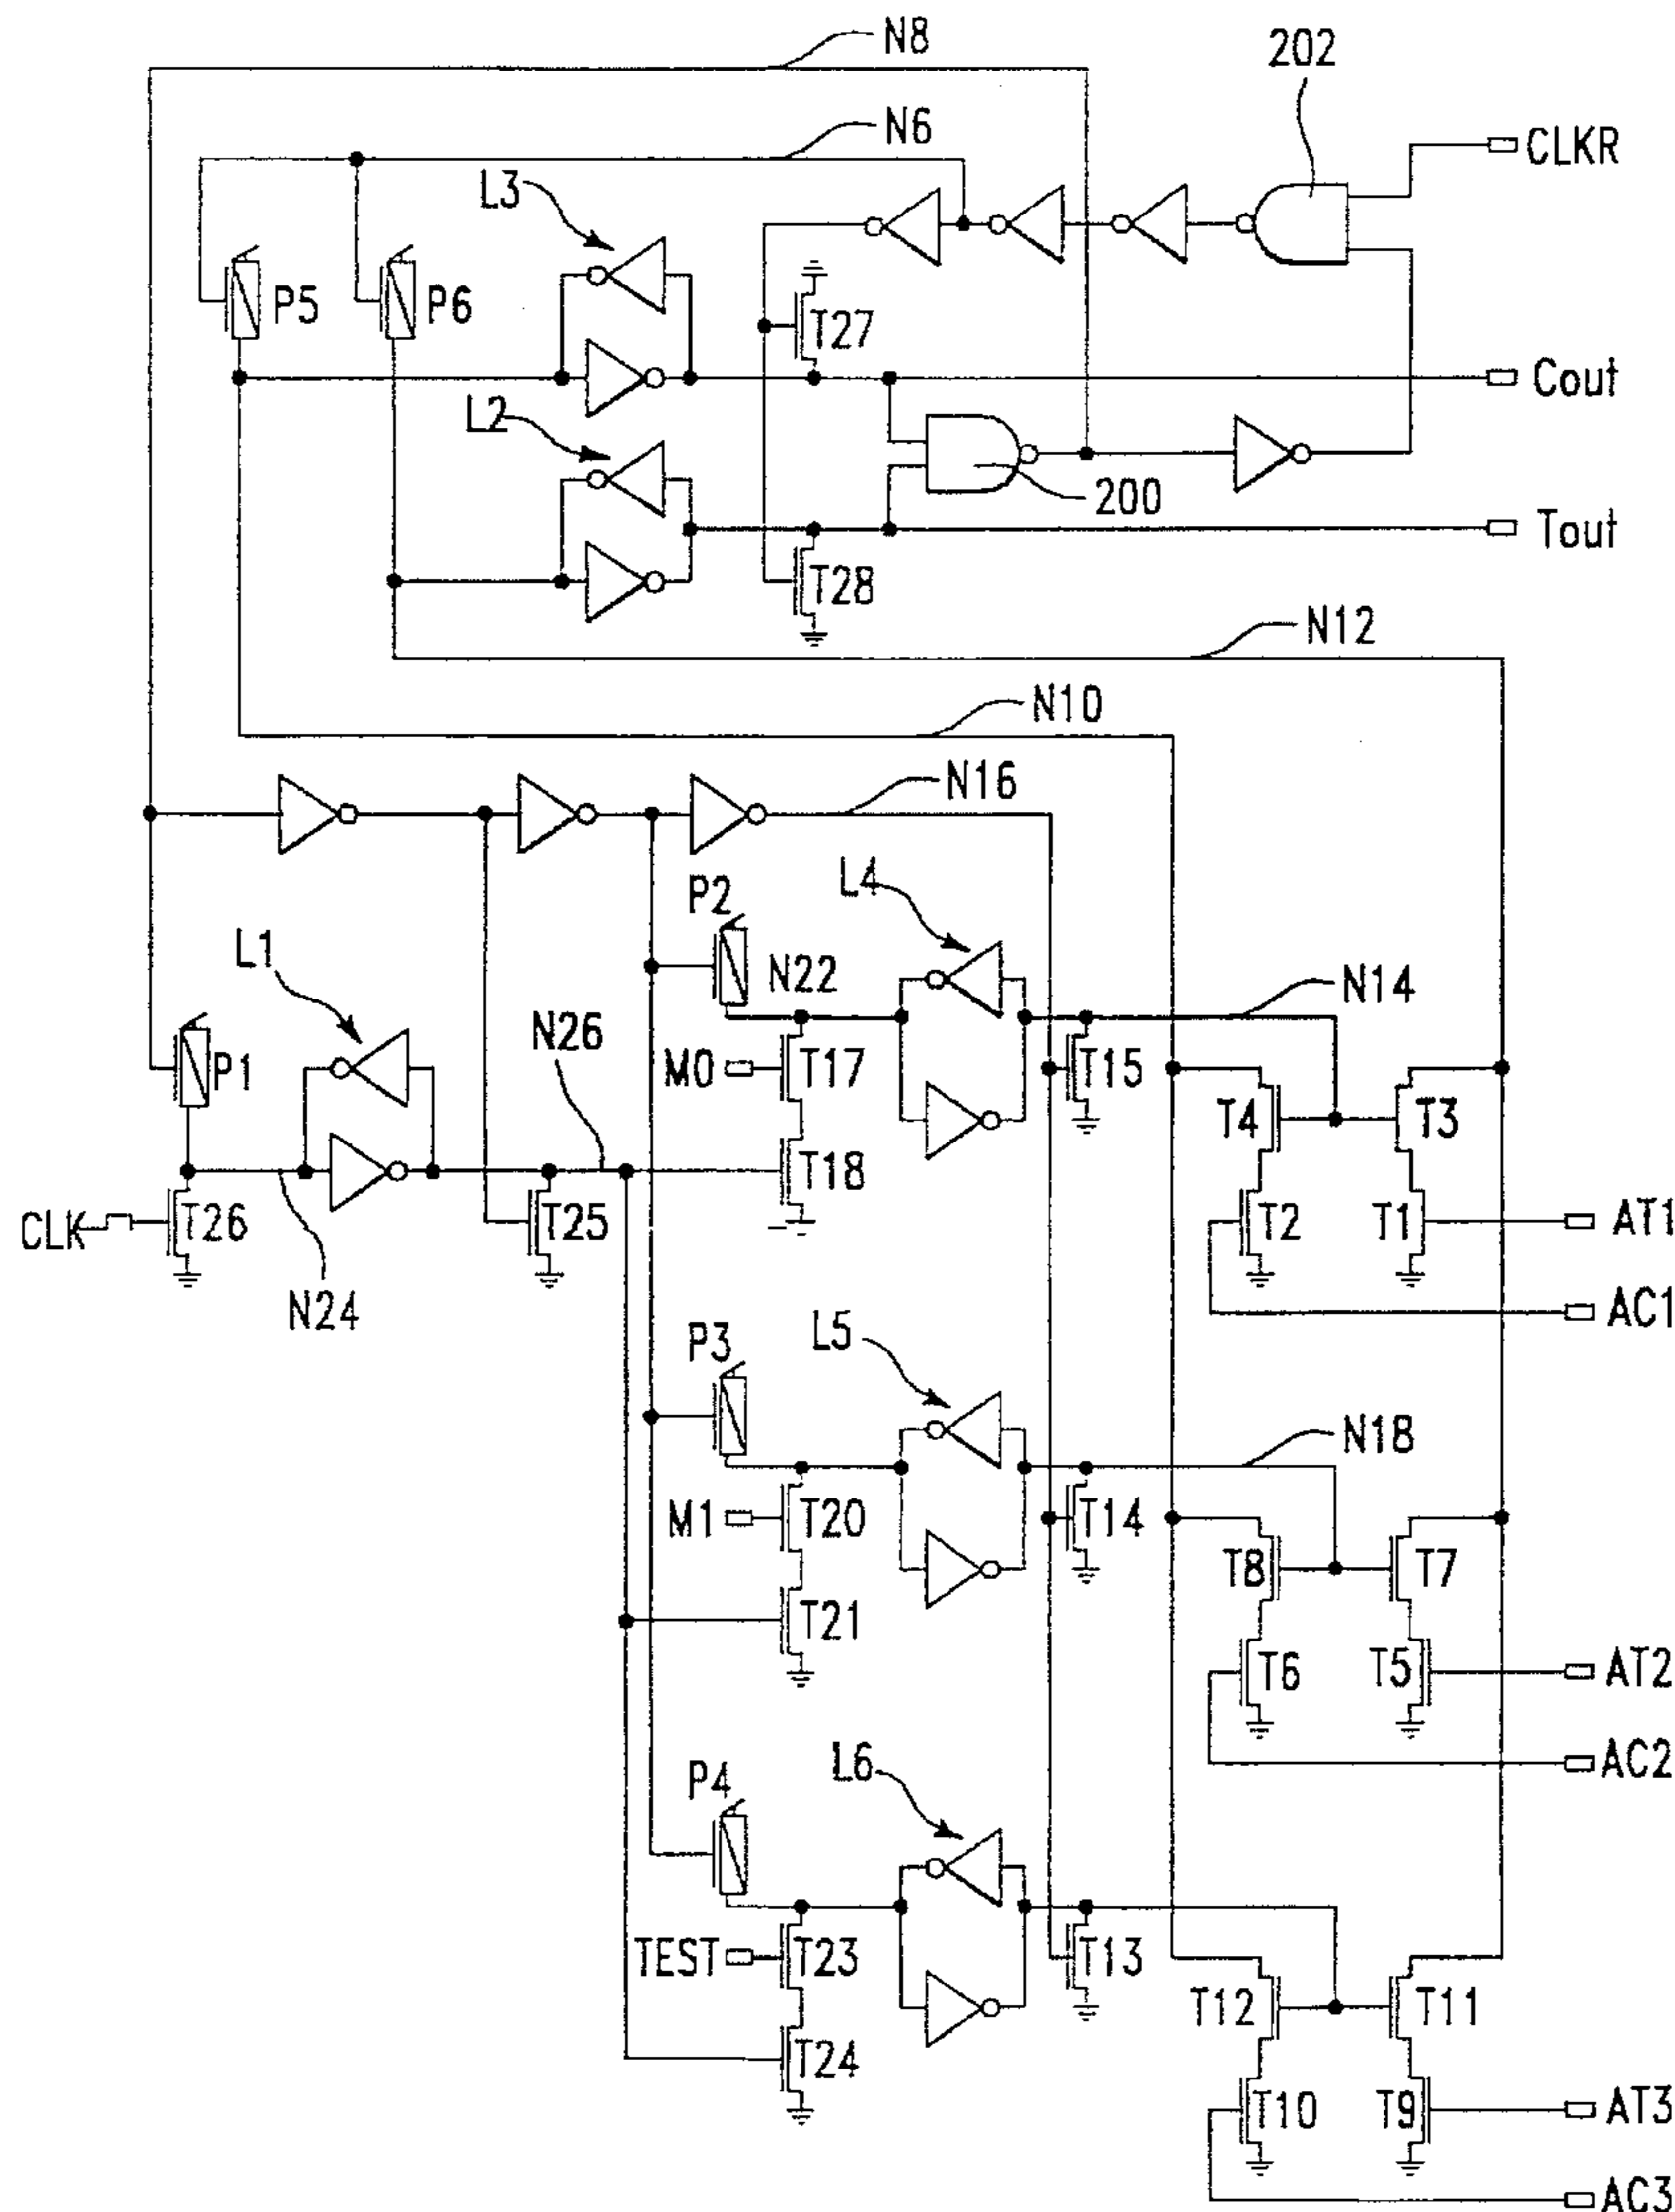 N8
202
N6
CLKR
L3
P5
P6
T27
Cout
L2
200
Tout
T28
N12
N10
N16
P2
L4
L1
N22
N14
N26
P1
M0
T17
T15
T4
T3
T18
CLK
T26
T25
T2
T1
AT1
N24
AC1
P3
L5
N18
M1
T20
T14
T8
T7
T21
T6
T5
AT2
P4
L6
AC2
TEST
T23
T13
T12
T11
T24
T10
T9
AT3
AC3